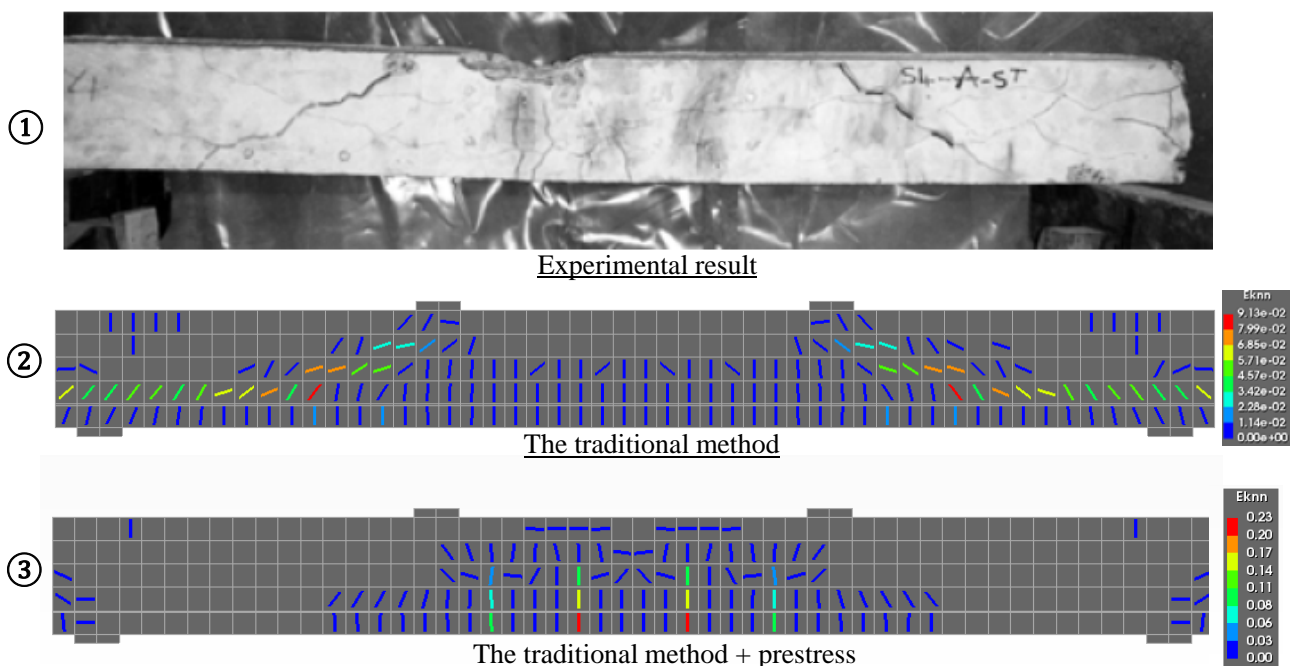 ①
4
S4-A-ST
Experimental result
②
Eknn
9.13e-02
7.99e-02
6.85e-02
5.71e-02
4.57e-02
3.42e-02
2.28e-02
1.14e-02
0.00e+00
The traditional method
③
Eknn
0.23
0.20
0.17
0.14
0.11
0.08
0.06
0.03
0.00
The traditional method + prestress